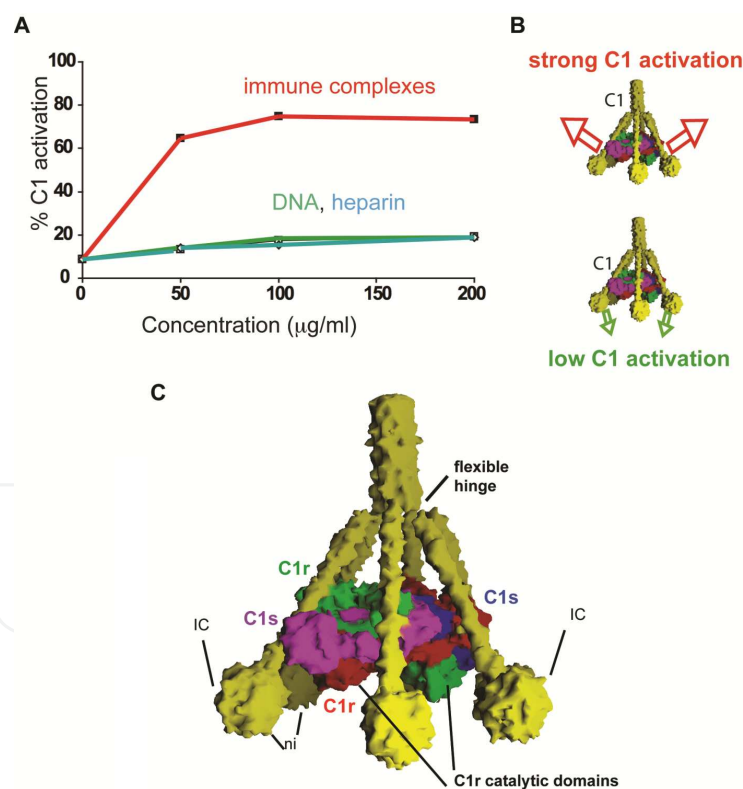 A
100
80
60
40
20
0
% C1 activation
immune complexes
DNA, heparin
0 50 100 150 200
Concentration (μg/ml)
B
strong C1 activation
C1
C1
low C1 activation
C
flexible
hinge
C1r
C1s
C1s
IC
IC
C1r
ni
C1r catalytic domains